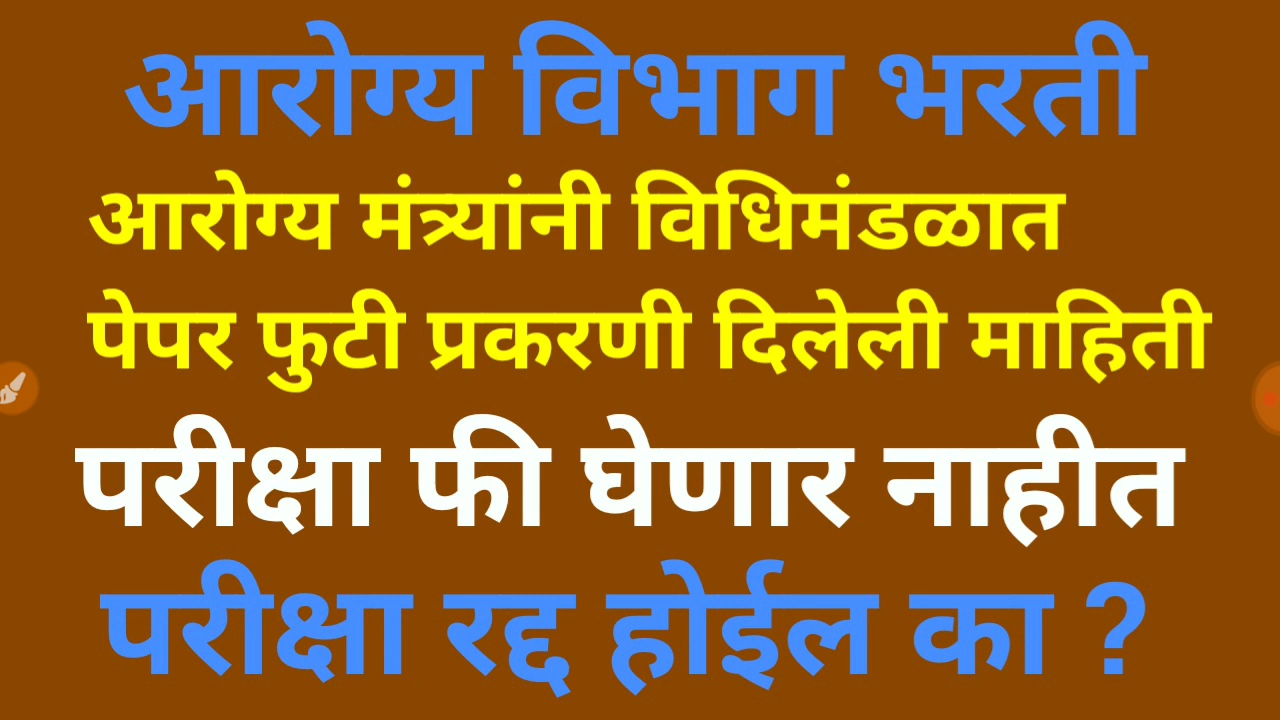 आरोग्य विभाग भरती
आरोग्य मंत्र्यांनी विधिमंडळात
पेपर फुटी प्रकरणी दिलेली माहिती
परीक्षा फी घेणार नाहीत
परीक्षा रद्द होईल का ?